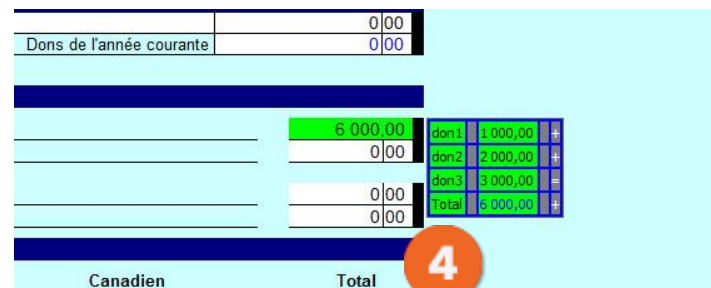 0 00
Dons de l'année courante 0 00
6 000,00 don1 1 000,00 +
0 00 don2 2 000,00 +
don3 3 000,00 =
0 00 Total 6 000,00 +
0 00
4
Canadien Total